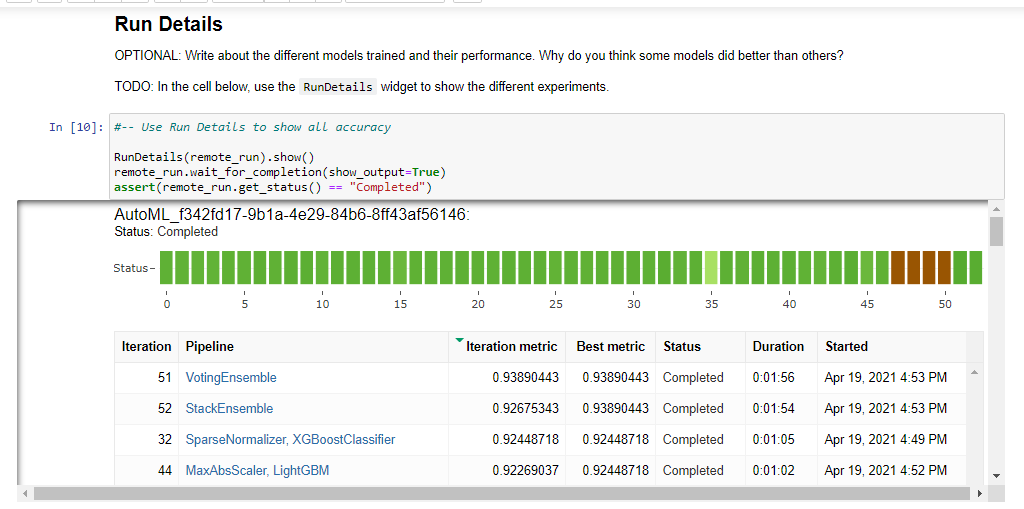 Run Details
OPTIONAL: Write about the different models trained and their performance. Why do you think some models did better than others?
TODO: In the cell below, use the RunDetails widget to show the different experiments.
In [10]: #-- Use Run Details to show all accuracy
RunDetails(remote_run).show()
remote_run.wait_for_completion(show_output=True)
assert(remote_run.get_status() == "Completed")
AutoML_f342fd17-9b1a-4e29-84b6-8ff43af56146:
Status: Completed
Status
0 5 10 15 20 25 30 35 40 45 50
Iteration Pipeline Iteration metric Best metric Status Duration Started
51 VotingEnsemble 0.93890443 0.93890443 Completed 0:01:56 Apr 19, 2021 4:53 PM
52 StackEnsemble 0.92675343 0.93890443 Completed 0:01:54 Apr 19, 2021 4:53 PM
32 SparseNormalizer, XGBoostClassifier 0.92448718 0.92448718 Completed 0:01:05 Apr 19, 2021 4:49 PM
44 MaxAbsScaler, LightGBM 0.92269037 0.92448718 Completed 0:01:02 Apr 19, 2021 4:52 PM